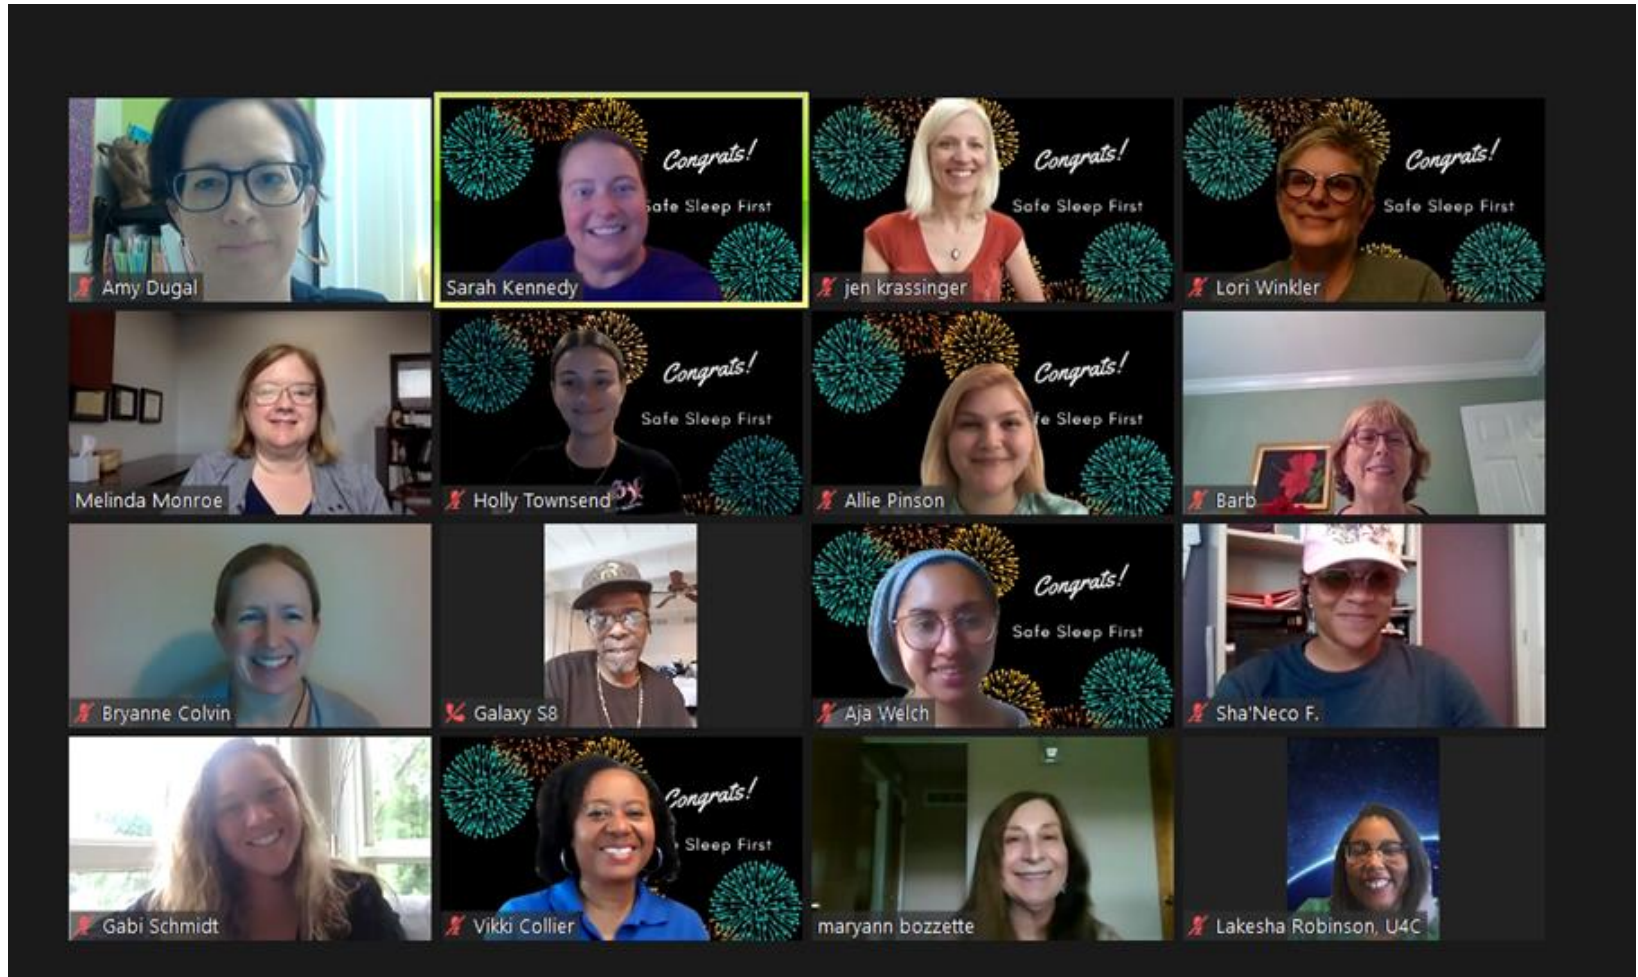 Amy Dugal
Congrats!
Safe Sleep First
Sarah Kennedy
Congrats!
Safe Sleep First
jen krassinger
Congrats!
Safe Sleep First
Lori Winkler
Melinda Monroe
Congrats!
Safe Sleep First
Holly Townsend
Congrats!
fe Sleep First
Allie Pinson
Barb
Bryanne Colvin
Galaxy S8
Congrats!
Safe Sleep First
Aja Welch
Sha'Neco F.
Gabi Schmidt
Congrats!
Sleep First
Vikki Collier
maryann bozzette
Lakesha Robinson, U4C